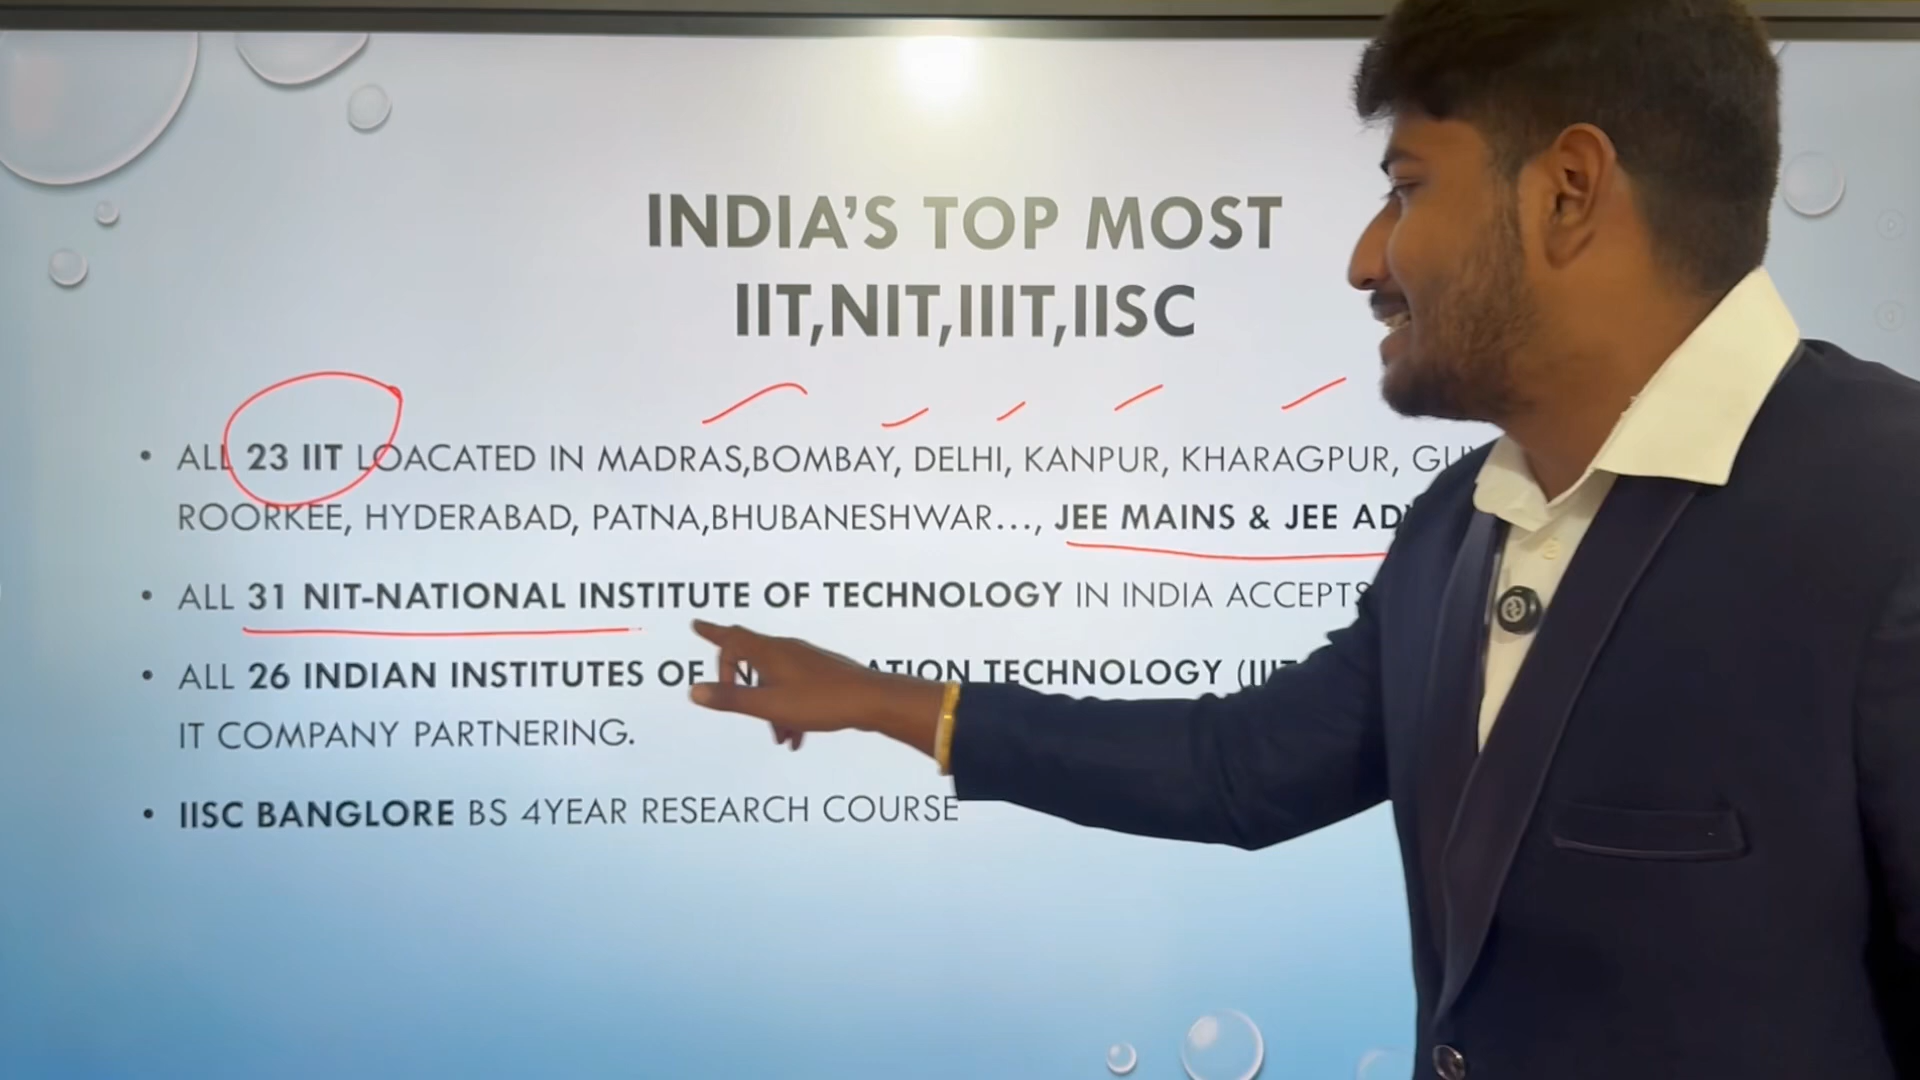 INDIA'S TOP MOST
IIT,NIT,IIIT,IISC
• ALL 23 IIT LOACATED IN MADRAS,BOMBAY, DELHI, KANPUR, KHARAGPUR,
ROORKEE, HYDERABAD, PATNA,BHUBANESHWAR..., JEE MAINS & JEE
• ALL 31 NIT-NATIONAL INSTITUTE OF TECHNOLOGY IN INDIA ACCEPTS
• ALL 26 INDIAN INSTITUTES OF TECHNOLOGY
IT COMPANY PARTNERING.
• IISC BANGLORE BS 4YEAR RESEARCH COURSE